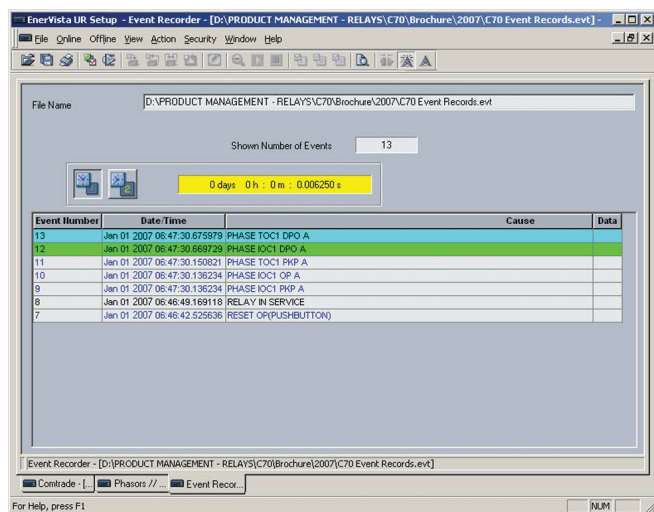 EnerVista UR Setup - Event Recorder - [D:\PRODUCT MANAGEMENT - RELAYS\C70\Brochure\2007\C70 Event Records.evt] -
File Online Offline View Action Security Window Help
File Name D:\PRODUCT MANAGEMENT - RELAYS\C70\Brochure\2007\C70 Event Records.evt
Shown Number of Events 13
1 2 0 days 0 h : 0 m : 0.006250 s
Event Number Date/Time Cause Data
13 Jan 01 2007 06:47:30.675979 PHASE TOC1 DPO A
12 Jan 01 2007 06:47:30.669729 PHASE IOC1 DPO A
11 Jan 01 2007 06:47:30.150821 PHASE TOC1 PKP A
10 Jan 01 2007 06:47:30.136234 PHASE IOC1 OP A
9 Jan 01 2007 06:47:30.136234 PHASE IOC1 PKP A
8 Jan 01 2007 06:46:49.169118 RELAY IN SERVICE
7 Jan 01 2007 06:46:42.525636 RESET OP(PUSHBUTTON)
Event Recorder - [D:\PRODUCT MANAGEMENT - RELAYS\C70\Brochure\2007\C70 Event Records.evt]
Comtrade - [... Phasors // ... Event Recor...
For Help, press F1 NUM